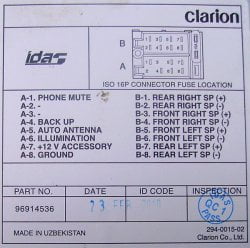 clarion
idas
B
A
ISO 16P CONNECTOR FUSE LOCATION
A-1. PHONE MUTE
A-2. -
A-3. -
A-4. BACK UP
A-5. AUTO ANTENNA
A-6. ILLUMINATION
A-7. +12 V ACCESSORY
A-8. GROUND
B-1. REAR RIGHT SP (+)
B-2. REAR RIGHT SP (-)
B-3. FRONT RIGHT SP (+)
B-4. FRONT RIGHT SP (-)
B-5. FRONT LEFT SP (+)
B-6. FRONT LEFT SP (-)
B-7. REAR LEFT SP (+)
B-8. REAR LEFT SP (-)
PART NO.
DATE
ID CODE
INSPECTION
96914536
FEB
QC 1
PASS
MADE IN UZBEKISTAN
294-0015-02
Clarion Co., Ltd.